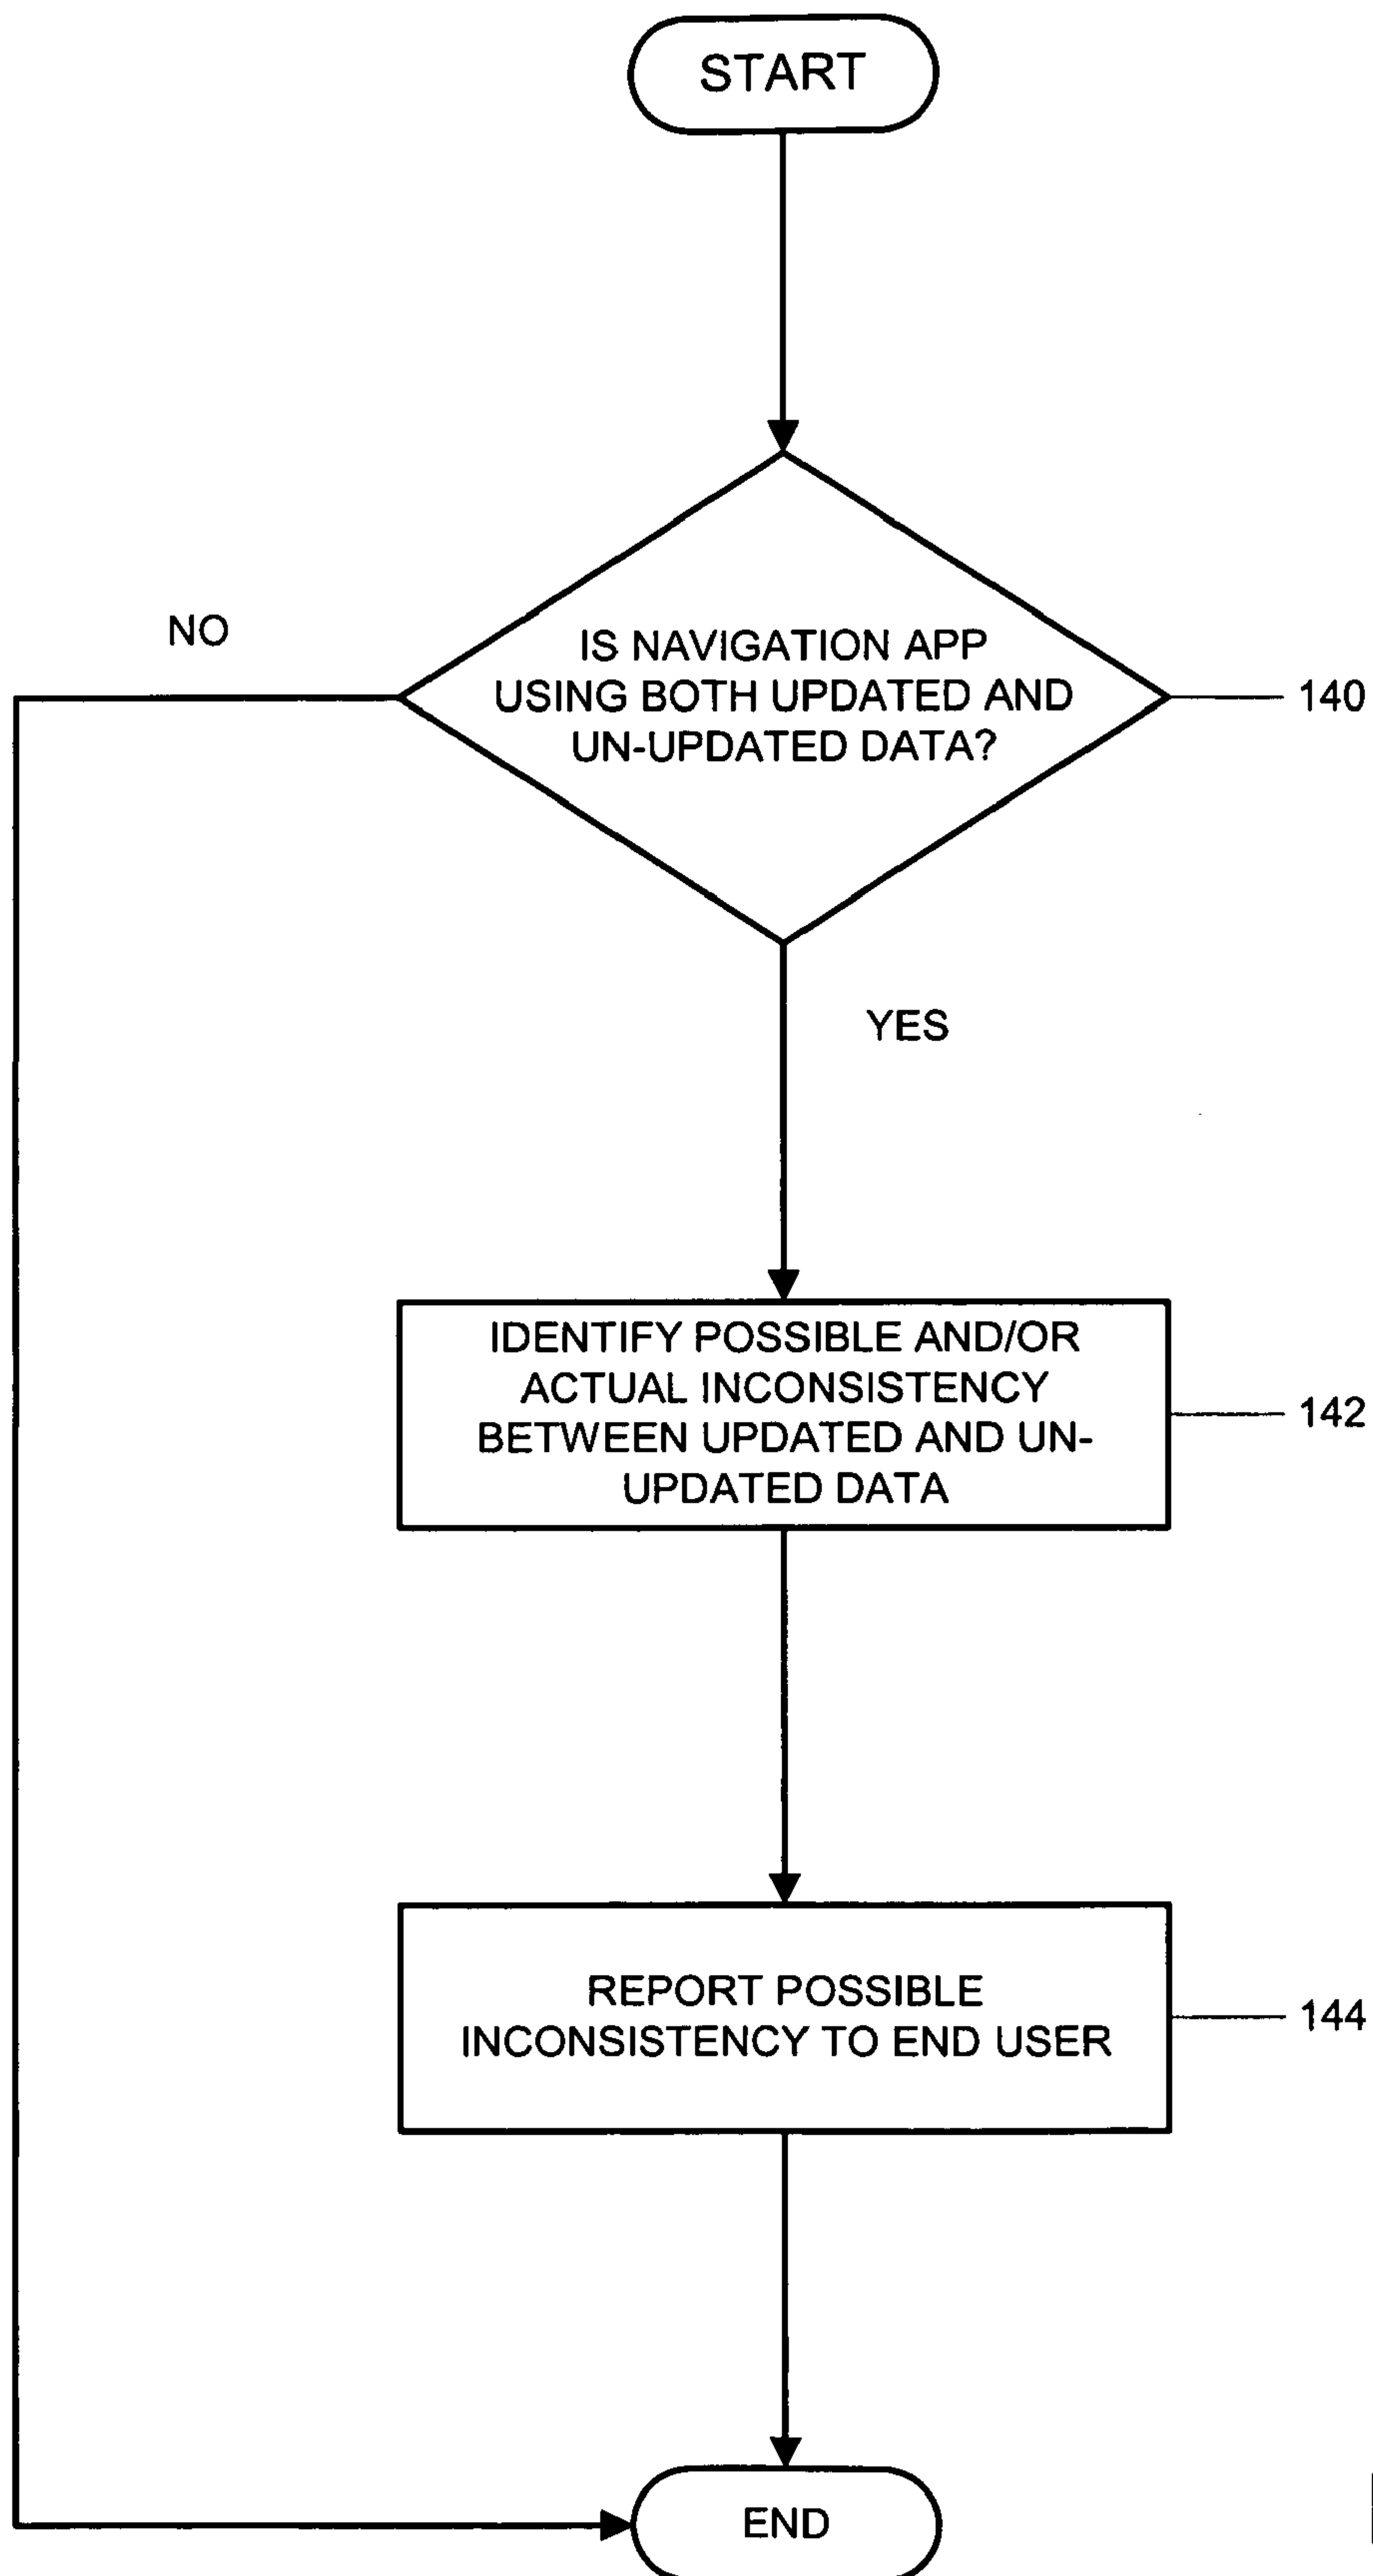 START
NO
IS NAVIGATION APP
USING BOTH UPDATED AND
UN-UPDATED DATA?
140
YES
IDENTIFY POSSIBLE AND/OR
ACTUAL INCONSISTENCY
BETWEEN UPDATED AND UN-
UPDATED DATA
142
REPORT POSSIBLE
INCONSISTENCY TO END USER
144
END